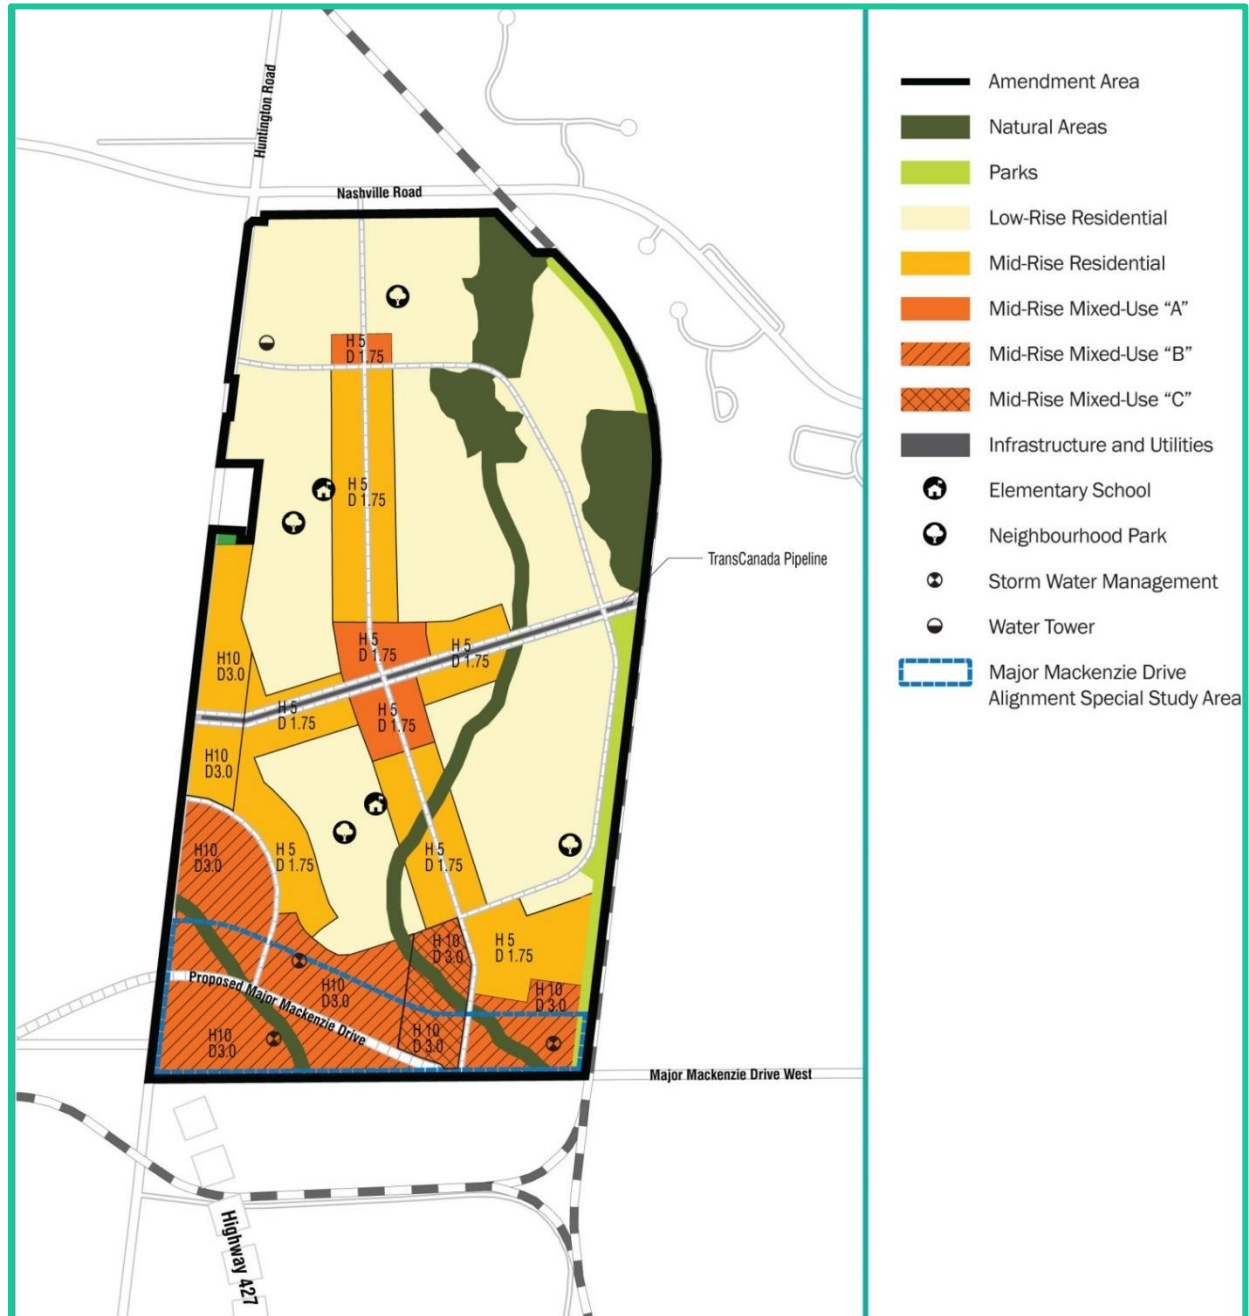 Huntington Road
Nashville Road
H 5
D 1.75
H 5
D 1.75
TransCanada Pipeline
H 5
D 1.75
H 5
D 1.75
H10
D3.0
H 5
D 1.75
H 5
D 1.75
H10
D3.0
H10
D3.0
H 5
D 1.75
H 5
D 1.75
H 10
D 3.0
H 5
D 1.75
Proposed Major Mackenzie Drive
H10
D3.0
H 10
D 3.0
H10
D3.0
H 10
D 3.0
Major Mackenzie Drive West
Highway 427
Amendment Area
Natural Areas
Parks
Low-Rise Residential
Mid-Rise Residential
Mid-Rise Mixed-Use “A”
Mid-Rise Mixed-Use “B”
Mid-Rise Mixed-Use “C”
Infrastructure and Utilities
Elementary School
Neighbourhood Park
Storm Water Management
Water Tower
Major Mackenzie Drive
Alignment Special Study Area